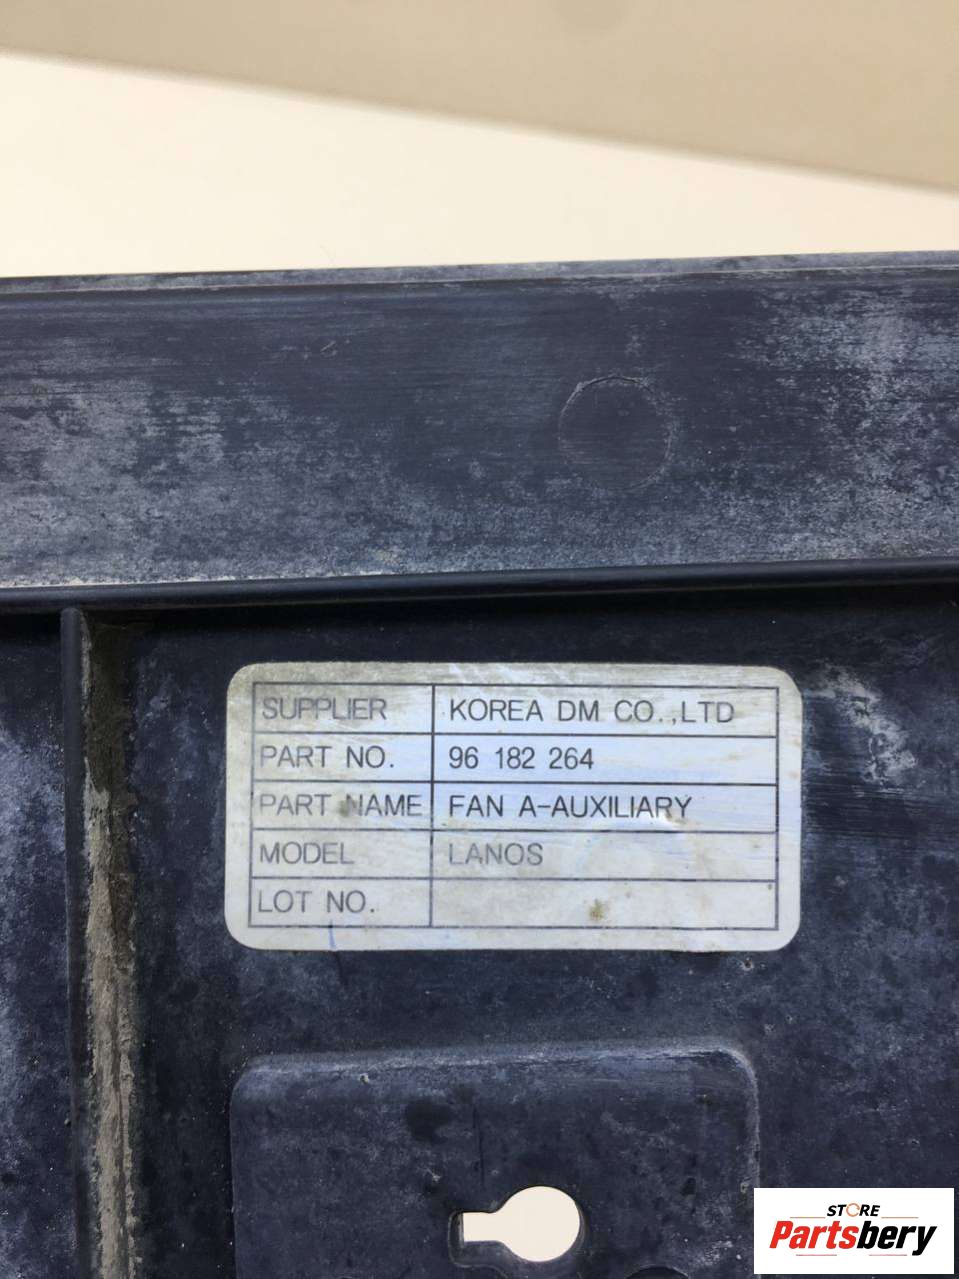 SUPPLIER KOREA DM CO.,LTD
PART NO. 96 182 264
PART NAME FAN A-AUXILIARY
MODEL LANOS
LOT NO.
STORE
Partsbery